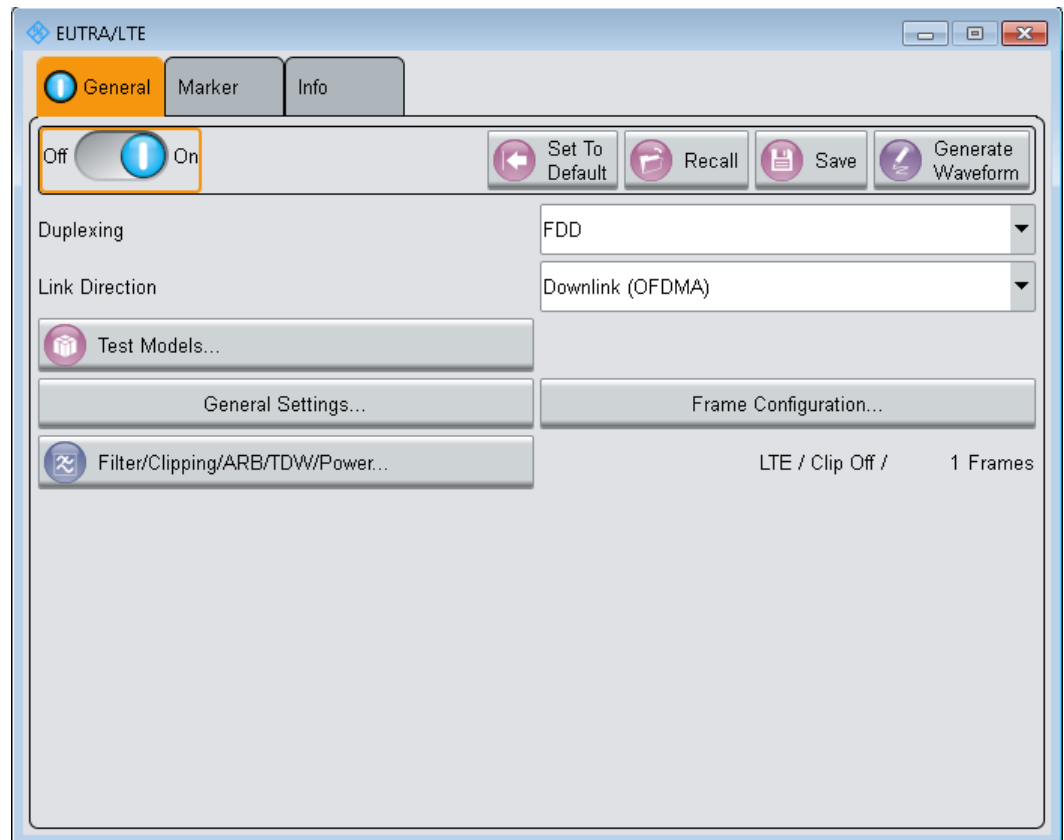 EUTRA/LTE
General Marker Info
Off On Set To Default Recall Save Generate Waveform
Duplexing FDD
Link Direction Downlink (OFDMA)
Test Models...
General Settings... Frame Configuration...
Filter/Clipping/ARB/TDW/Power... LTE / Clip Off / 1 Frames